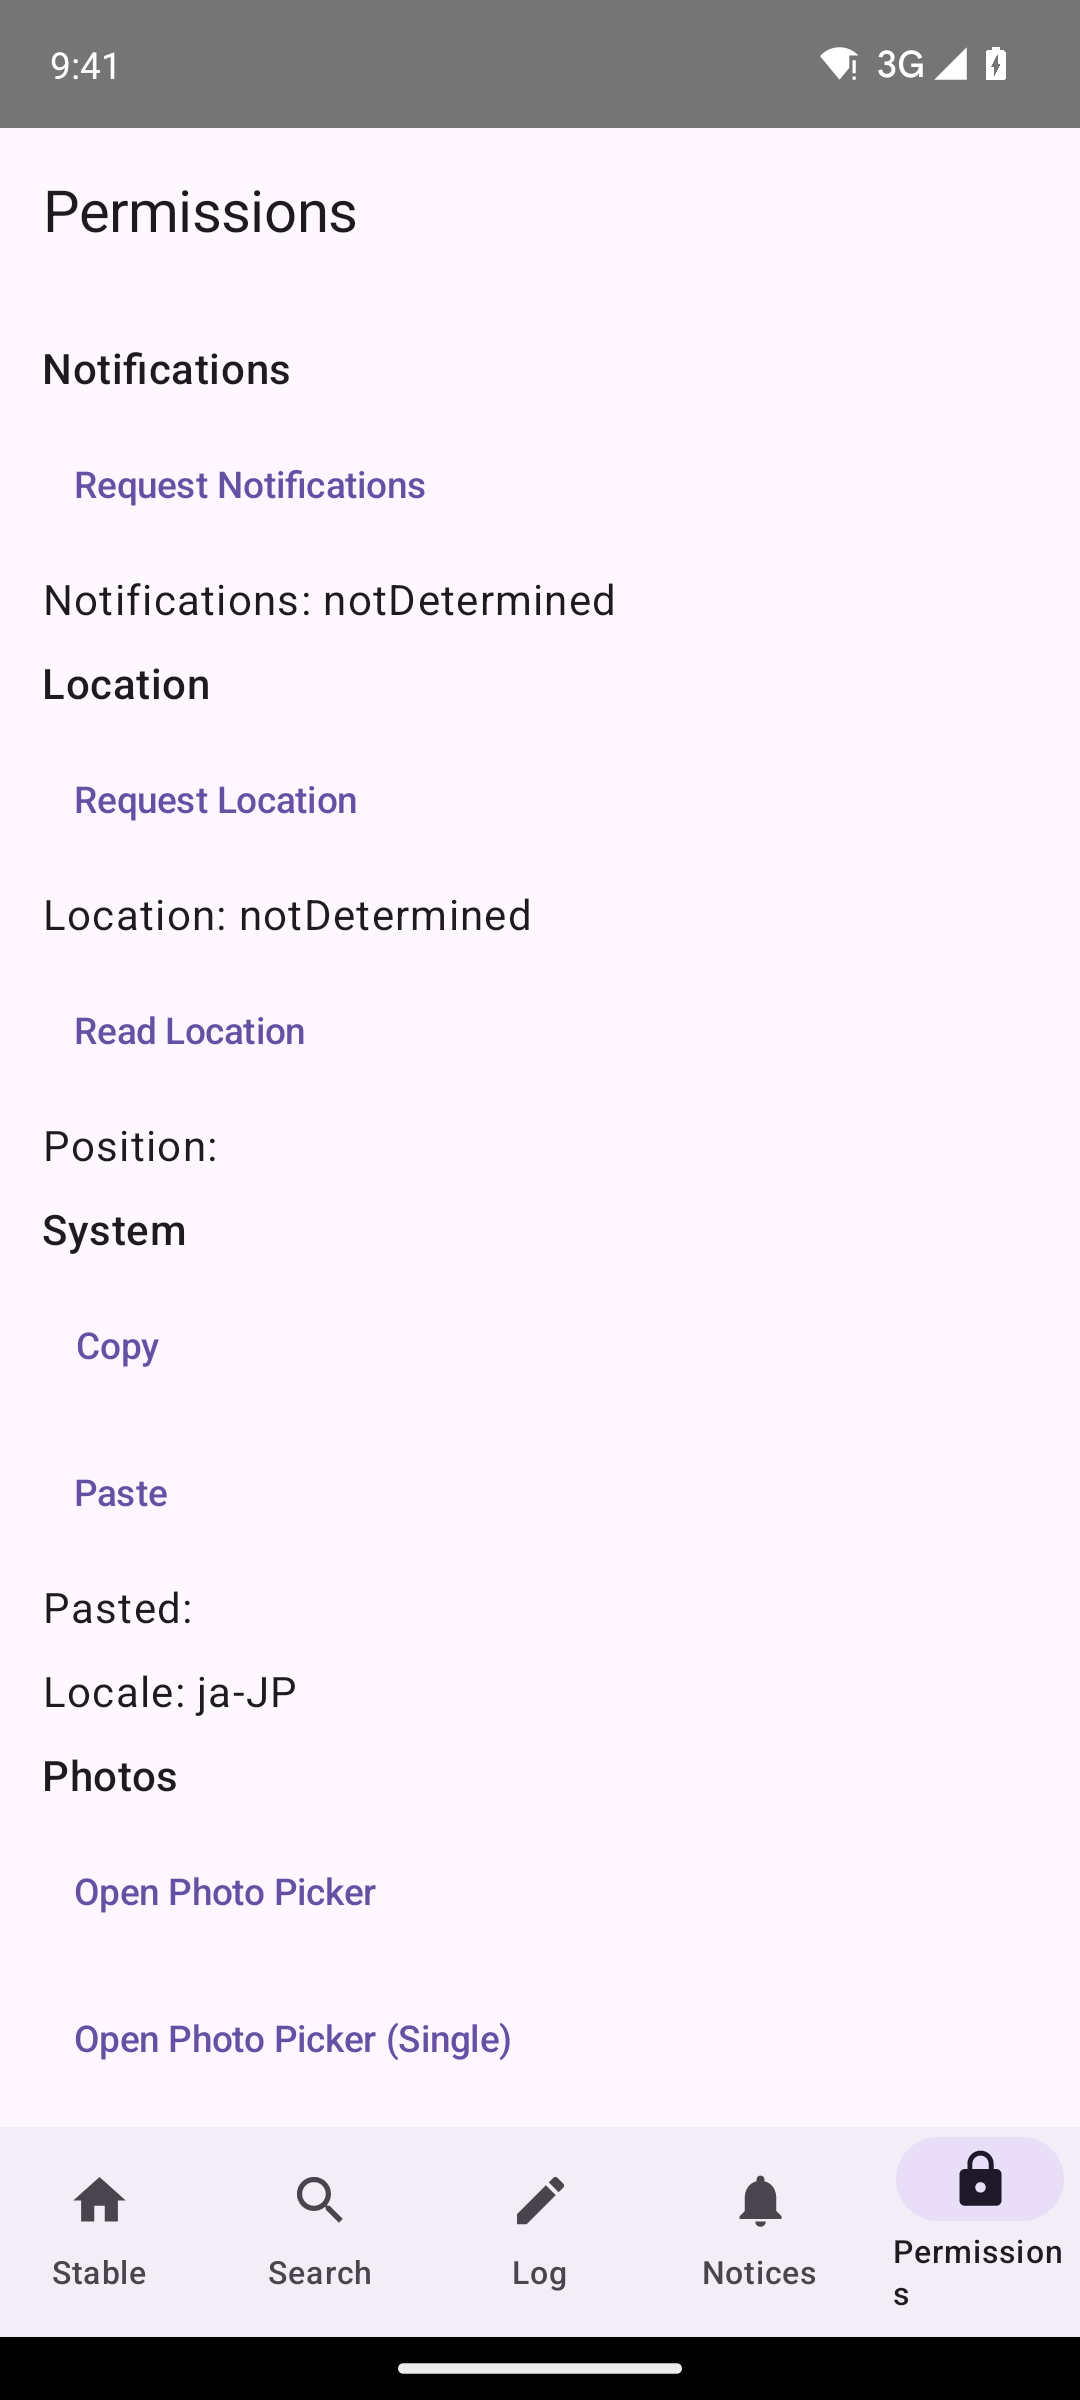 9:41
3G
Permissions
Notifications
Request Notifications
Notifications: notDetermined
Location
Request Location
Location: notDetermined
Read Location
Position:
System
Copy
Paste
Pasted:
Locale: ja-JP
Photos
Open Photo Picker
Open Photo Picker (Single)
Stable
Search
Log
Notices
Permission
s